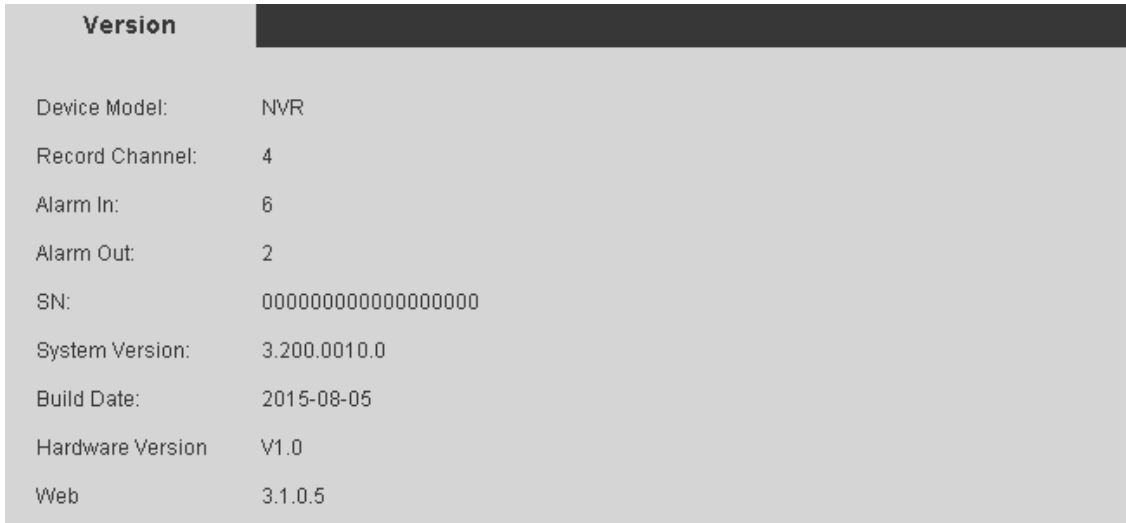 Version
Device Model: NVR
Record Channel: 4
Alarm In: 6
Alarm Out: 2
SN: 000000000000000000
System Version: 3.200.0010.0
Build Date: 2015-08-05
Hardware Version V1.0
Web 3.1.0.5